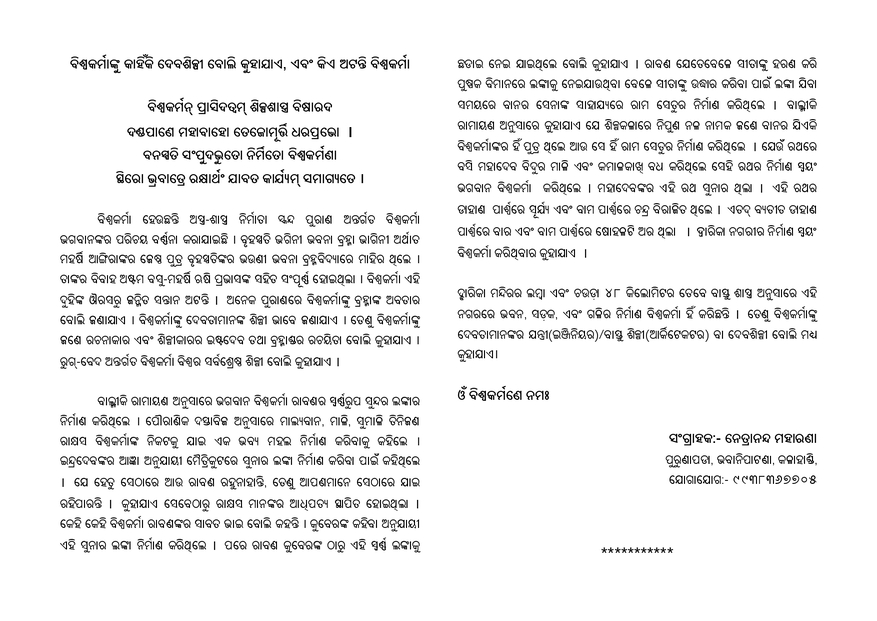 ବିଶ୍ୱକର୍ମାଙ୍କୁ କାହିଁକି ଦେବଶିଳ୍ପୀ ବୋଲି କୁହାଯାଏ, ଏବଂ କିଏ ଅଟନ୍ତି ବିଶ୍ୱକର୍ମା
ବିଶ୍ୱକର୍ମନ୍ ପ୍ରାସିଦତ୍ୱମ୍ ଶିଳ୍ପଶାସ୍ତ୍ର ବିଷାରଦ
ଦଣ୍ଡପାଣେ ମହାବାହୋ ତେଜୋମୂର୍ତ୍ତି ଧରପ୍ରଭୋ ।
ବନସ୍ପତି ସଂପୁଦଭୁତୋ ନିର୍ମିତୋ ବିଶ୍ୱକର୍ମଣା
ସ୍ଥିରୋ ଭ୍ରବାତ୍ରେ ରକ୍ଷାର୍ଥଂ ଯାବତ କାର୍ଯ୍ୟମ୍ ସମାଗ୍ୟତେ ।
ବିଶ୍ୱକର୍ମା ହେଉଛନ୍ତି ଅସ୍ତ୍ର-ଶାସ୍ତ୍ର ନିର୍ମାତା ସ୍କନ୍ଦ ପୁରାଣ ଅନ୍ତର୍ଗତ ବିଶ୍ୱକର୍ମା
ଭଗବାନଙ୍କର ପରିଚୟ ବର୍ଣ୍ଣନା କରାଯାଇଛି । ବୃହସ୍ପତି ଭଗିନୀ ଭବନା ବ୍ରହ୍ମା ଭାଗିନୀ ଅର୍ଥାତ
ମହର୍ଷି ଆଙ୍ଗିରାଙ୍କର ଜେଷ୍ଠ ପୁତ୍ର ବୃହସ୍ପତିଙ୍କର ଭଉଣୀ ଭବନା ବ୍ରହ୍ମବିଦ୍ୟାରେ ମାହିର ଥିଲେ ।
ତାଙ୍କର ବିବାହ ଅଷ୍ଟମ ବସୁ-ମହର୍ଷି ଋଷି ପ୍ରଭାସଙ୍କ ସହିତ ସଂପୂର୍ଣ୍ଣ ହୋଇଥିଲା । ବିଶ୍ୱକର୍ମା ଏହି
ଦୁହିଙ୍କ ଔରସରୁ ଜନ୍ମିତ ସନ୍ତାନ ଅଟନ୍ତି । ଅନେକ ପୁରାଣରେ ବିଶ୍ୱକର୍ମାଙ୍କୁ ବ୍ରହ୍ମାଙ୍କ ଅବତାର
ବୋଲି ଜଣାଯାଏ । ବିଶ୍ୱକର୍ମାଙ୍କୁ ଦେବତାମାନଙ୍କ ଶିଳ୍ପୀ ଭାବେ ଜଣାଯାଏ । ତେଣୁ ବିଶ୍ୱକର୍ମାଙ୍କୁ
ଜଣେ ରଚନାକାର ଏବଂ ଶିଳ୍ପୀକାରର ଇଷ୍ଟଦେବ ତଥା ବ୍ରହ୍ମାଣ୍ଡର ରଚୟିତା ବୋଲି କୁହାଯାଏ ।
ରୁଗ୍-ବେଦ ଅନ୍ତର୍ଗତ ବିଶ୍ୱକର୍ମା ବିଶ୍ୱର ସର୍ବଶ୍ରେଷ୍ଠ ଶିଳ୍ପୀ ବୋଲି କୁହାଯାଏ ।
ବାଲ୍ମୀକି ରାମାୟଣ ଅନୁସାରେ ଭଗବାନ ବିଶ୍ୱକର୍ମା ରାବଣର ସ୍ୱର୍ଣ୍ଣରୂପ ସୁନ୍ଦର ଲଙ୍କାର
ନିର୍ମାଣ କରିଥିଲେ । ପୌରାଣିକ ଦସ୍ତାବିଜ ଅନୁସାରେ ମାଲ୍ୟବାନ, ମାଳି, ସୁମାଳି ତିନିଜଣ
ରାକ୍ଷସ ବିଶ୍ୱକର୍ମାଙ୍କ ନିକଟକୁ ଯାଇ ଏକ ଭବ୍ୟ ମହଲ ନିର୍ମାଣ କରିବାକୁ କହିଲେ ।
ଇନ୍ଦ୍ରଦେବଙ୍କର ଆଜ୍ଞା ଅନୁଯାୟୀ ମୈତ୍ରିକୁଟରେ ସୁନାର ଲଙ୍କା ନିର୍ମାଣ କରିବା ପାଇଁ କହିଥିଲେ
। ଯେ ହେତୁ ସେଠାରେ ଆଉ ରାବଣ ରହୁନାହାନ୍ତି, ତେଣୁ ଆପଣମାନେ ସେଠାରେ ଯାଇ
ରହିପାରନ୍ତି । କୁହାଯାଏ ସେବେଠାରୁ ରାକ୍ଷସ ମାନଙ୍କର ଆଧିପତ୍ୟ ସ୍ଥାପିତ ହୋଇଥିଲା ।
କେହି କେହି ବିଶ୍ୱକର୍ମା ରାବଣଙ୍କର ସାବତ ଭାଇ ବୋଲି କହନ୍ତି । କୁବେରଙ୍କ କହିବା ଅନୁଯାୟୀ
ଏହି ସୁନାର ଲଙ୍କା ନିର୍ମାଣ କରିଥିଲେ । ପରେ ରାବଣ କୁବେରଙ୍କ ଠାରୁ ଏହି ସ୍ୱର୍ଣ୍ଣ ଲଙ୍କାକୁ
ଛଡାଇ ନେଇ ଯାଇଥିଲେ ବୋଲି କୁହାଯାଏ । ରାବଣ ଯେତେବେଳେ ସୀତାଙ୍କୁ ହରଣ କରି
ପୁଷ୍ପକ ବିମାନରେ ଲଙ୍କାକୁ ନେଇଯାଉଥିବା ବେଳେ ସୀତାଙ୍କୁ ଉଦ୍ଧାର କରିବା ପାଇଁ ଲଙ୍କା ଯିବା
ସମୟରେ ବାନର ସେନାଙ୍କ ସାହାଯ୍ୟରେ ରାମ ସେତୁର ନିର୍ମାଣ କରିଥିଲେ । ବାଲ୍ମୀକି
ରାମାୟଣ ଅନୁସାରେ କୁହାଯାଏ ଯେ ଶିଳ୍ପକଳାରେ ନିପୁଣ ନଳ ନାମକ ଜଣେ ବାନର ଯିଏକି
ବିଶ୍ୱକର୍ମାଙ୍କର ହିଁ ପୁତ୍ର ଥିଲେ ଆଉ ସେ ହିଁ ରାମ ସେତୁର ନିର୍ମାଣ କରିଥିଲେ । ଯେଉଁ ରଥରେ
ବସି ମହାଦେବ ବିଦୁର ମାଳି ଏବଂ କମାଳକାଖି ବଧ କରିଥିଲେ ସେହି ରଥର ନିର୍ମାଣ ସ୍ୱୟଂ
ଭଗବାନ ବିଶ୍ୱକର୍ମା କରିଥିଲେ । ମହାଦେବଙ୍କର ଏହି ରଥ ସୁନାର ଥିଲା । ଏହି ରଥର
ଡାହାଣ ପାର୍ଶ୍ୱରେ ସୂର୍ଯ୍ୟ ଏବଂ ବାମ ପାର୍ଶ୍ୱରେ ଚନ୍ଦ୍ର ବିରାଜିତ ଥିଲେ । ଏତଦ୍ ବ୍ୟତୀତ ଡାହାଣ
ପାର୍ଶ୍ୱରେ ବାର ଏବଂ ବାମ ପାର୍ଶ୍ୱରେ ଷୋହଳଟି ଅର ଥିଲା । ଦ୍ୱାରିକା ନଗରୀର ନିର୍ମାଣ ସ୍ୱୟଂ
ବିଶ୍ୱକର୍ମା କରିଥିବାର କୁହାଯାଏ ।
ଦ୍ୱାରିକା ମନ୍ଦିରର ଲମ୍ବା ଏବଂ ଚଉଡ଼ା ୪୮ କିଲୋମିଟର ତେବେ ବାସ୍ତୁ ଶାସ୍ତ୍ର ଅନୁସାରେ ଏହି
ନଗରରେ ଭବନ, ସଡ଼କ, ଏବଂ ଗଳିର ନିର୍ମାଣ ବିଶ୍ୱକର୍ମା ହିଁ କରିଛନ୍ତି । ତେଣୁ ବିଶ୍ୱକର୍ମାଙ୍କୁ
ଦେବତାମାନଙ୍କର ଯନ୍ତ୍ରୀ(ଇଞ୍ଜିନିୟର)/ବାସ୍ତୁ ଶିଳ୍ପୀ(ଆର୍କିଟେକଟର) ବା ଦେବଶିଳ୍ପୀ ବୋଲି ମଧ୍ୟ
କୁହାଯାଏ।
ଓଁ ବିଶ୍ୱକର୍ମଣେ ନମଃ
ସଂଗ୍ରାହକ:- ନେତ୍ରାନନ୍ଦ ମହାରଣା
ପୁରୁଣାପଡା, ଭବାନିପାଟଣା, କଳାହାଣ୍ଡି,
ଯୋଗାଯୋଗ:- ୯୯୩୮୩୬୭୭୦୫
***********